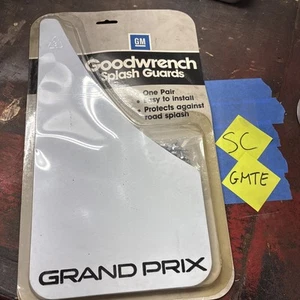 GM
Goodwrench
Splash Guards
One Pair
• Easy to install
• Protects against
road splash
SC
GMTE
GRAND PRIX